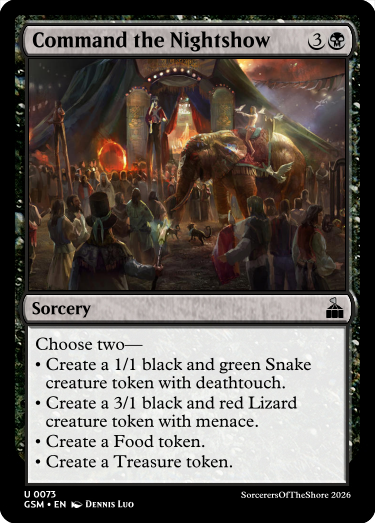 Command the Nightshow 3
Sorcery
Choose two—
• Create a 1/1 black and green Snake
creature token with deathtouch.
• Create a 3/1 black and red Lizard
creature token with menace.
• Create a Food token.
• Create a Treasure token.
U 0073
GSM • EN Dennis Luo
SorcerersOfTheShore 2026